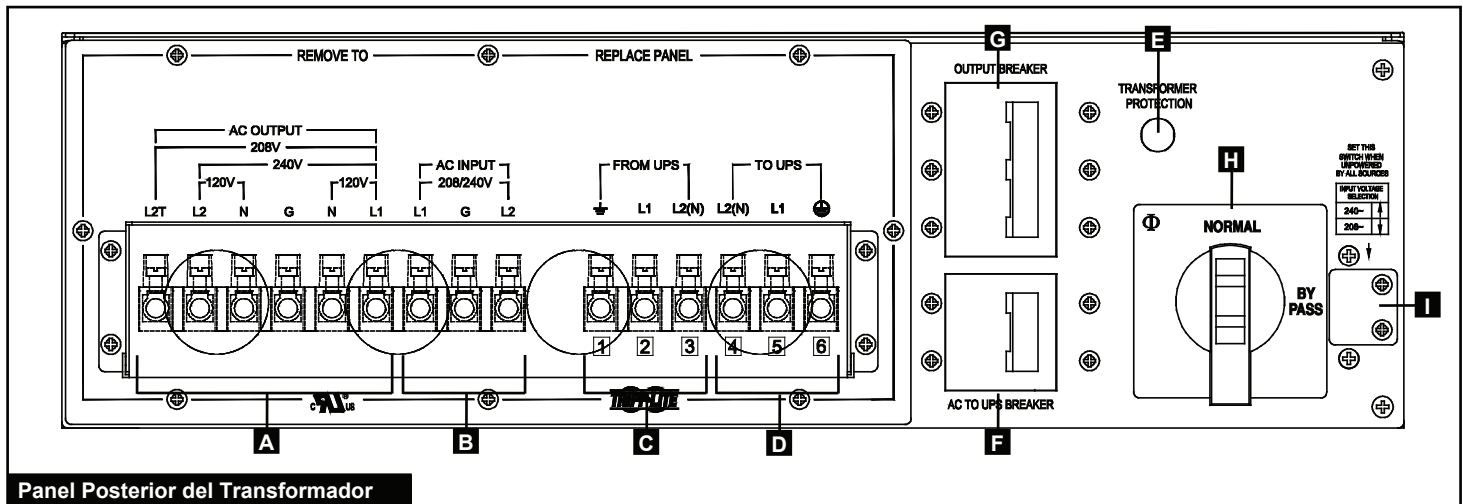 REMOVE TO REPLACE PANEL
G
E
OUTPUT BREAKER
TRANSFORMER
PROTECTION
AC OUTPUT
208V
240V
120V 120V
AC INPUT
208/240V
FROM UPS
TO UPS
L2T L2 N G N L1 L1 G L2 L1 L2(N) L2(N) L1
H
SET THIS
SWITCH WHEN
UNPOWERED
BY ALL SOURCES
INPUT VOLTAGE
SELECTION
240~
208~
Φ
NORMAL
BY
PASS
I
1 2 3 4 5 6
C US ®
TRIPP·LITE
AC TO UPS BREAKER
A B C D F
Panel Posterior del Transformador